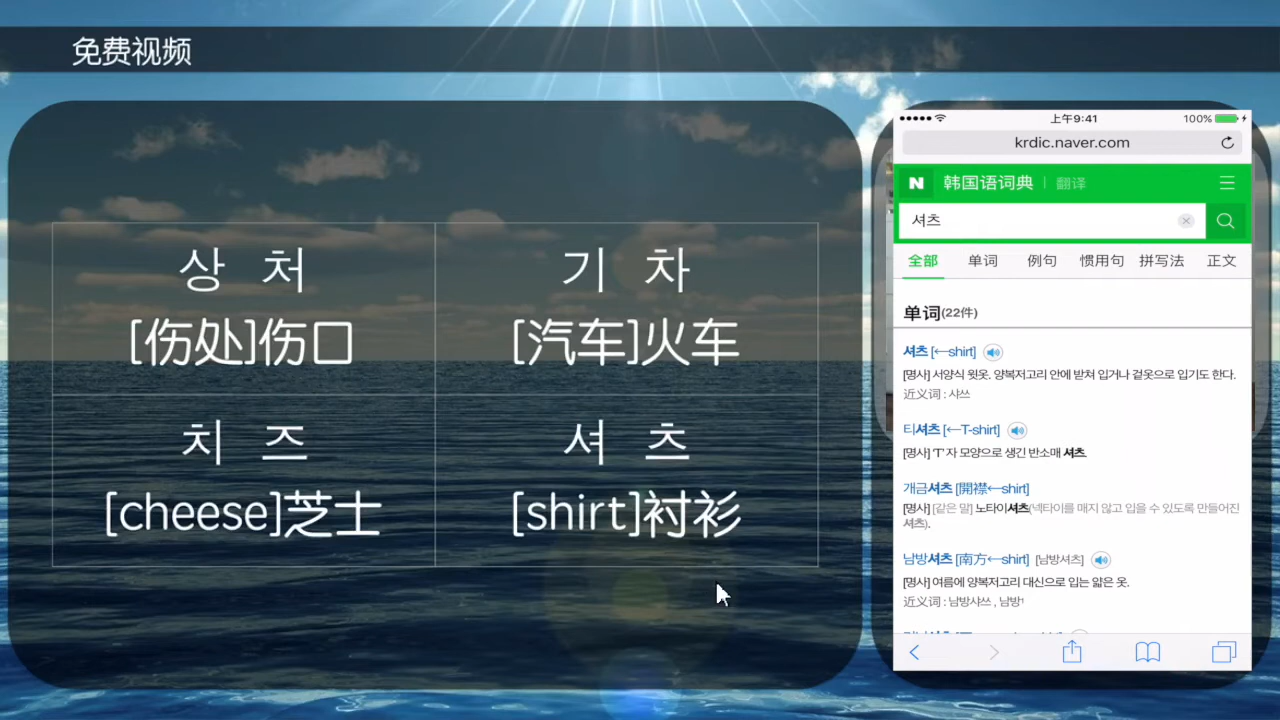 免费视频
상 처
[伤处]伤口
기 차
[汽车]火车
치 즈
[cheese]芝士
셔 츠
[shirt]衬衫
上午9:41
100%
krdic.naver.com
N 韩国语词典 翻译
셔츠
全部 单词 例句 惯用句 拼写法 正文
单词(22件)
셔츠 [←shirt]
[명사] 서양식 윗옷. 양복저고리 안에 받쳐 입거나 겉옷으로 입기도 한다.
近义词 : 샤쓰
티셔츠 [←T-shirt]
[명사] ‘T’ 자 모양으로 생긴 반소매 셔츠.
개금셔츠 [開襟←shirt]
[명사] [같은 말] 노타이셔츠(넥타이를 매지 않고 입을 수 있도록 만들어진
셔츠).
남방셔츠 [南方←shirt] [남방셔츠]
[명사] 여름에 양복저고리 대신으로 입는 얇은 옷.
近义词 : 남방샤쓰 , 남방¹